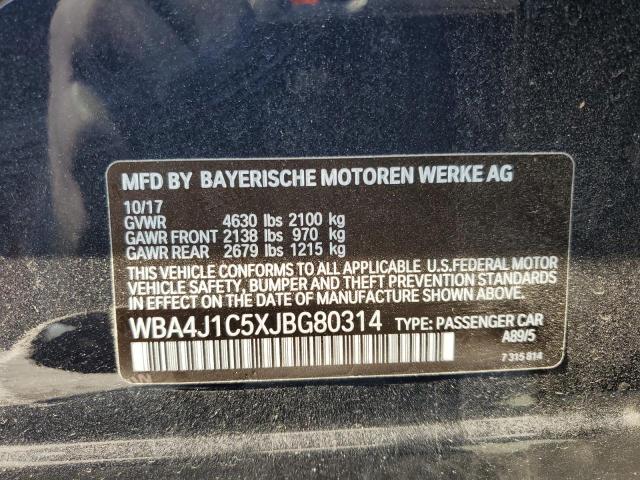 MFD BY BAYERISCHE MOTOREN WERKE AG
10/17
GVWR 4630 lbs 2100 kg
GAWR FRONT 2138 lbs 970 kg
GAWR REAR 2679 lbs 1215 kg
THIS VEHICLE CONFORMS TO ALL APPLICABLE U.S.FEDERAL MOTOR
VEHICLE SAFETY, BUMPER AND THEFT PREVENTION STANDARDS
IN EFFECT ON THE DATE OF MANUFACTURE SHOWN ABOVE.
WBA4J1C5XJBG80314 TYPE: PASSENGER CAR
A89/5
7 315 814